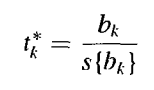 t*_k = b_k / s{b_k}